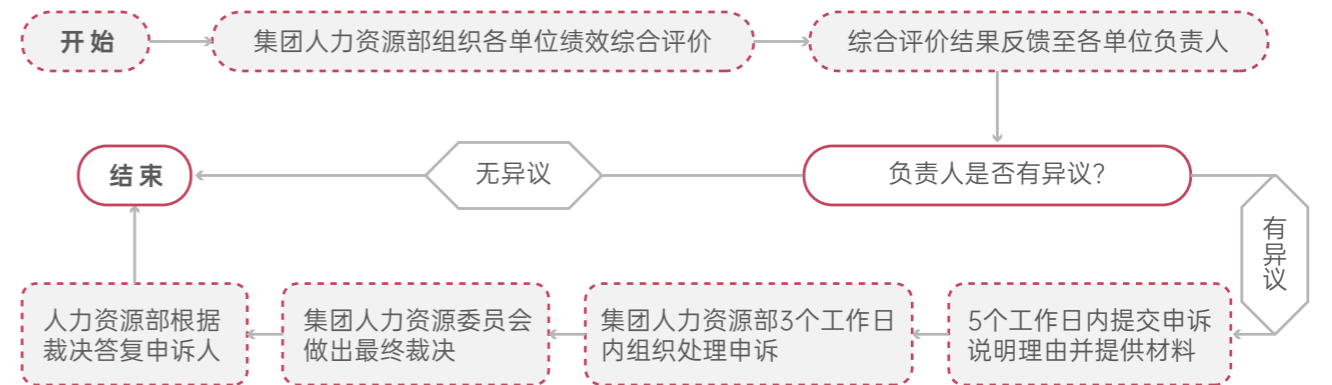 开始
集团人力资源部组织各单位绩效综合评价
综合评价结果反馈至各单位负责人
负责人是否有异议？
无异议
结束
有异议
5个工作日内提交申诉
说明理由并提供材料
集团人力资源部3个工作日
内组织处理申诉
集团人力资源委员会
做出最终裁决
人力资源部根据
裁决答复申诉人